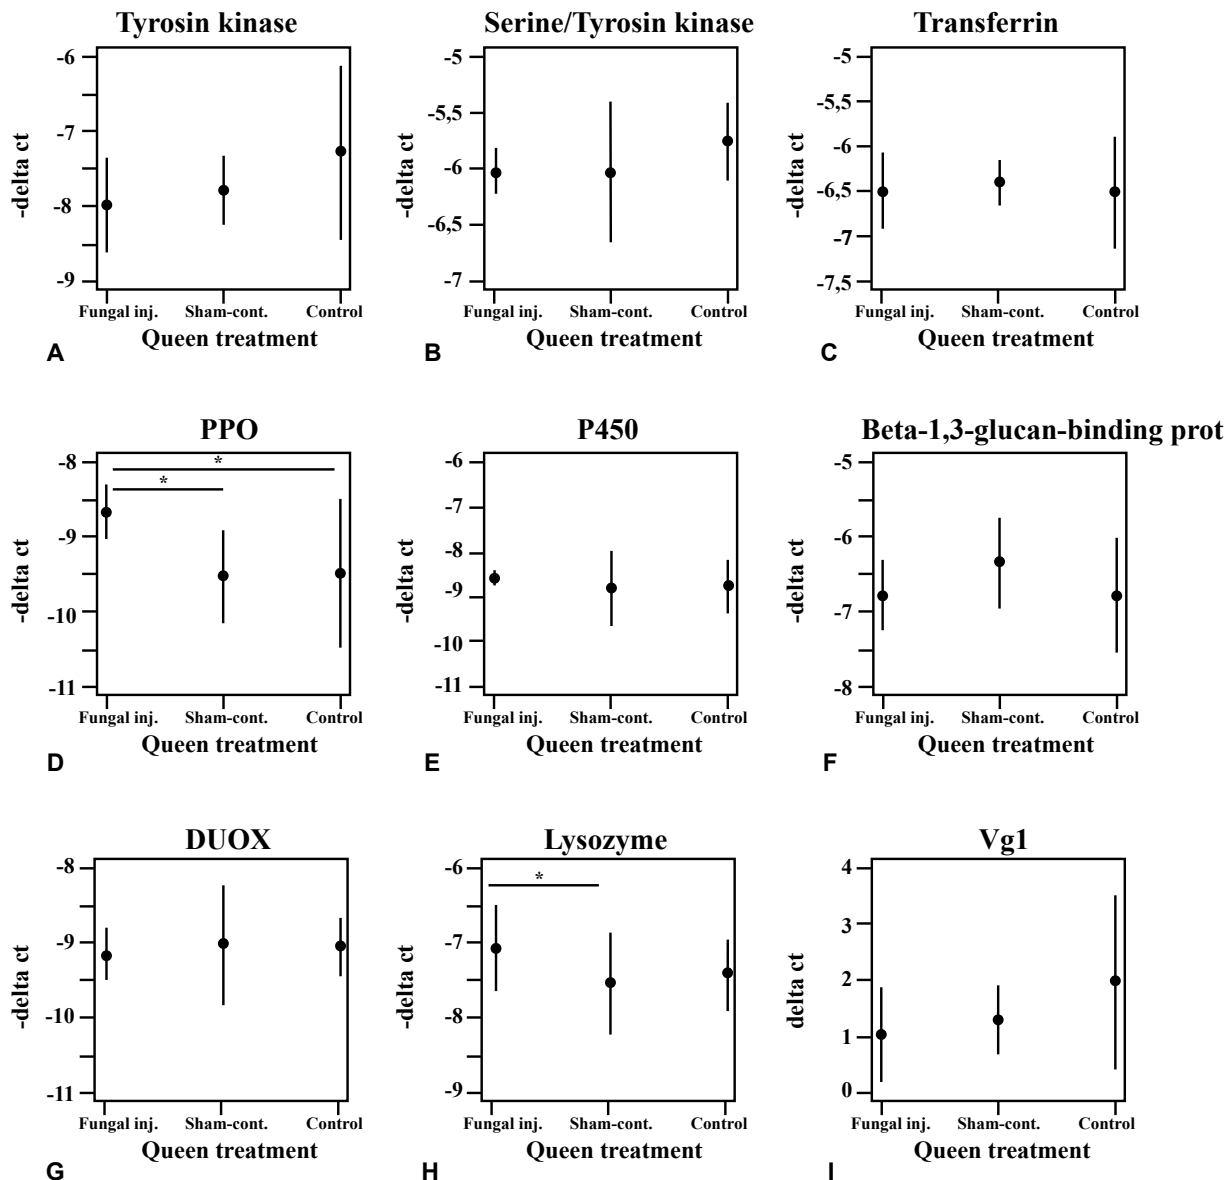 Tyrosin kinase
-6
-7
-8
-9
-delta ct
Fungal inj. Sham-cont. Control
Queen treatment
A
Serine/Tyrosin kinase
-5
-5,5
-6
-6,5
-7
-delta ct
Fungal inj. Sham-cont. Control
Queen treatment
B
Transferrin
-5
-5,5
-6
-6,5
-7
-7,5
-delta ct
Fungal inj. Sham-cont. Control
Queen treatment
C
PPO
-8
-9
-10
-11
-delta ct
*
*
Fungal inj. Sham-cont. Control
Queen treatment
D
P450
-6
-7
-8
-9
-10
-11
-delta ct
Fungal inj. Sham-cont. Control
Queen treatment
E
Beta-1,3-glucan-binding prot
-5
-6
-7
-8
-delta ct
Fungal inj. Sham-cont. Control
Queen treatment
F
DUOX
-8
-9
-10
-11
-delta ct
Fungal inj. Sham-cont. Control
Queen treatment
G
Lysozyme
-6
-7
-8
-9
-delta ct
*
Fungal inj. Sham-cont. Control
Queen treatment
H
Vg1
4
3
2
1
0
delta ct
Fungal inj. Sham-cont. Control
Queen treatment
I